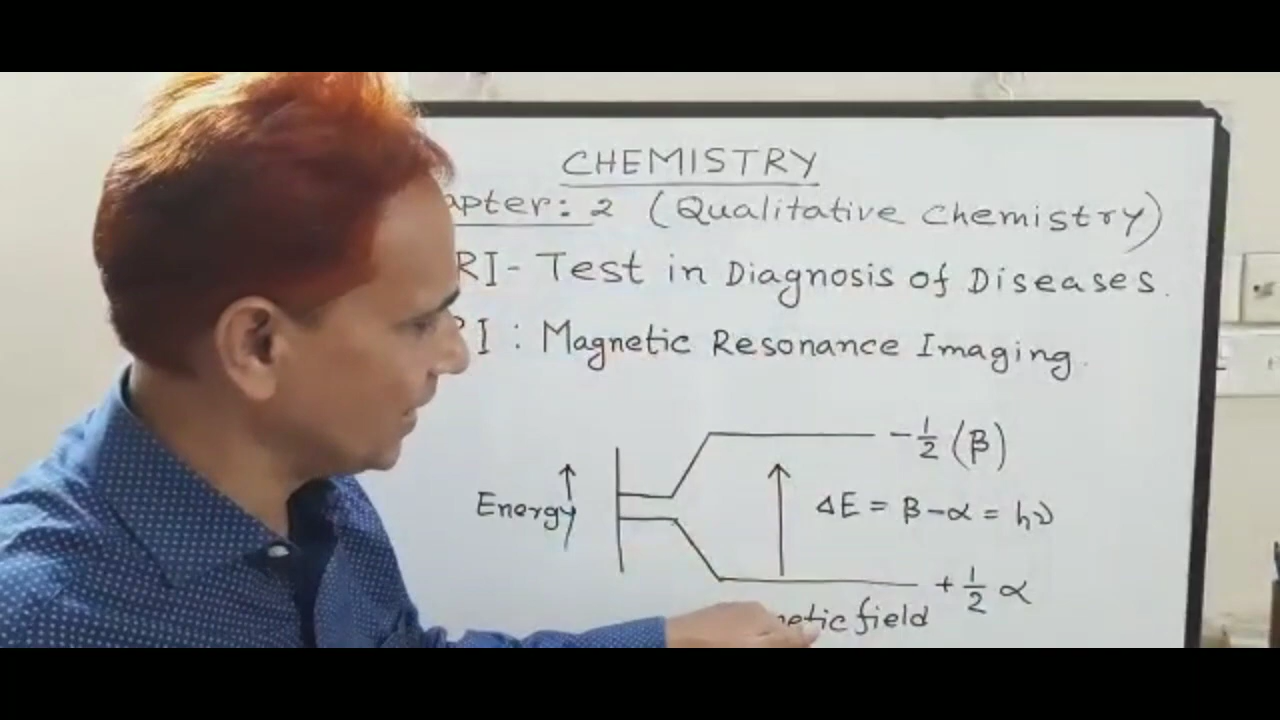 CHEMISTRY
apter: 2 (Qualitative Chemistry)
RI - Test in Diagnosis of Diseases.
I : Magnetic Resonance Imaging.
-1/2 (β)
Energy ↑
ΔE = β-α = hν
+1/2 α
netic field